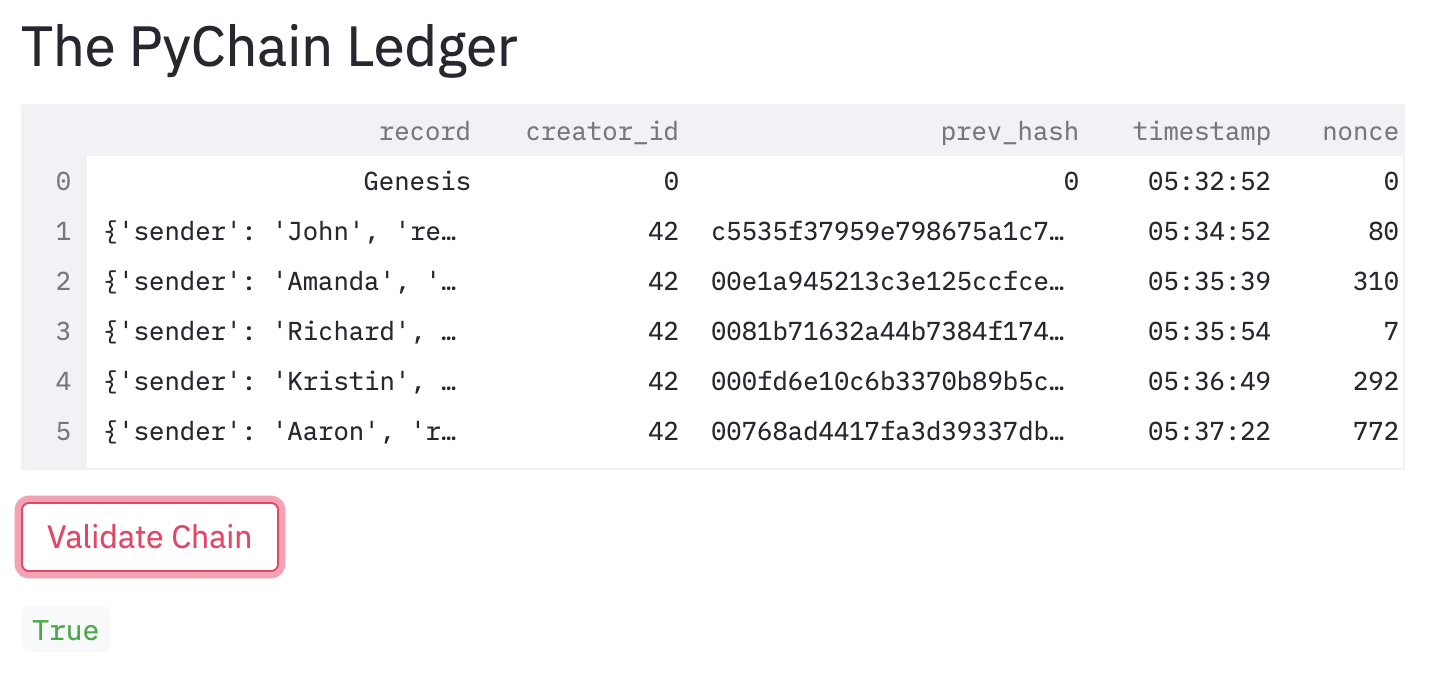 The PyChain Ledger
record creator_id prev_hash timestamp nonce
0 Genesis 0 0 05:32:52 0
1 {'sender': 'John', 're… 42 c5535f37959e798675a1c7… 05:34:52 80
2 {'sender': 'Amanda', '… 42 00e1a945213c3e125ccfce… 05:35:39 310
3 {'sender': 'Richard', … 42 0081b71632a44b7384f174… 05:35:54 7
4 {'sender': 'Kristin', … 42 000fd6e10c6b3370b89b5c… 05:36:49 292
5 {'sender': 'Aaron', 'r… 42 00768ad4417fa3d39337db… 05:37:22 772
Validate Chain
True